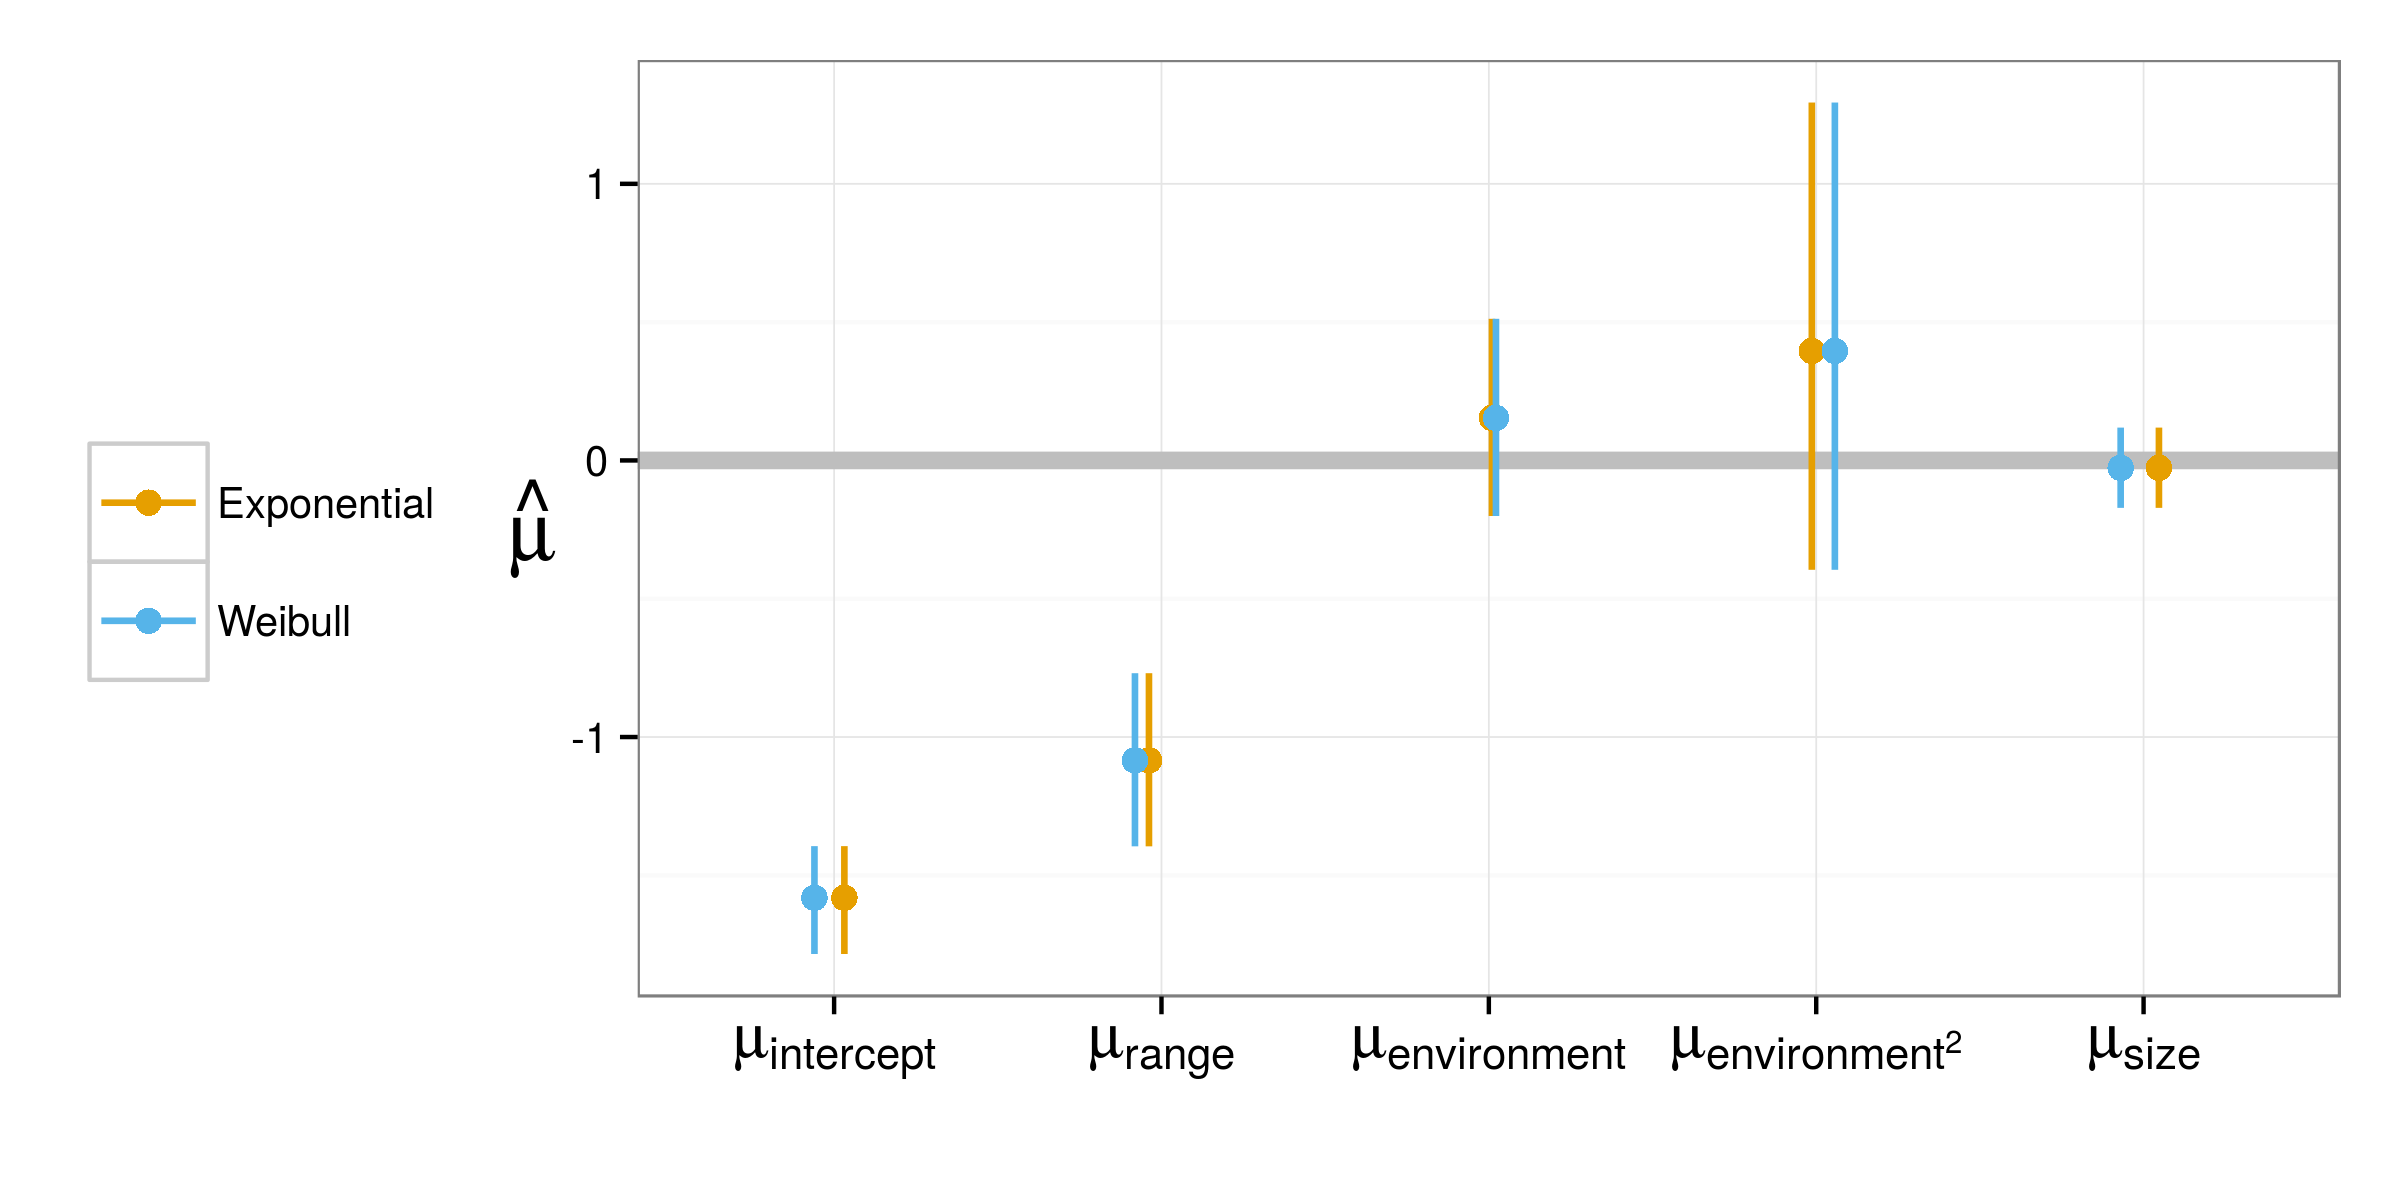 1
0
-1
μ̂
Exponential
Weibull
μintercept μrange μenvironment μenvironment² μsize